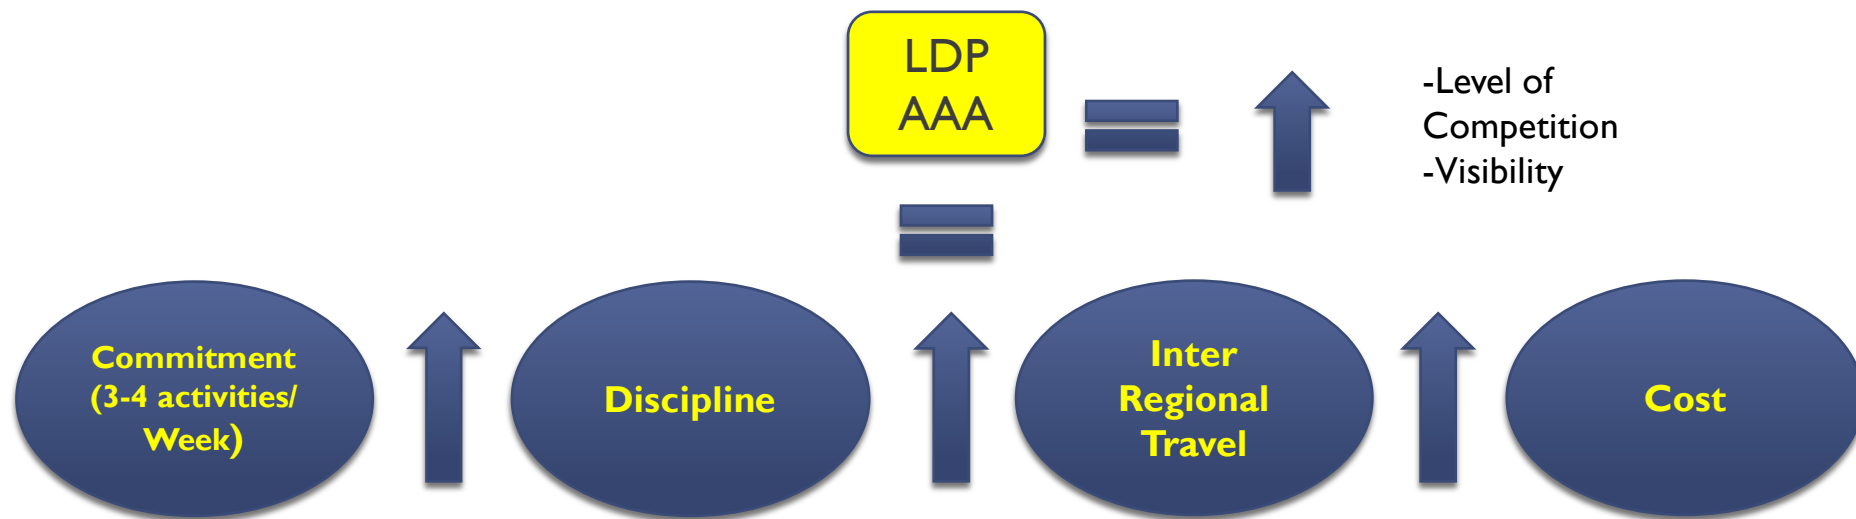 LDP
AAA
-Level of
Competition
-Visibility
Commitment
(3-4 activities/
Week)
Discipline
Inter
Regional
Travel
Cost